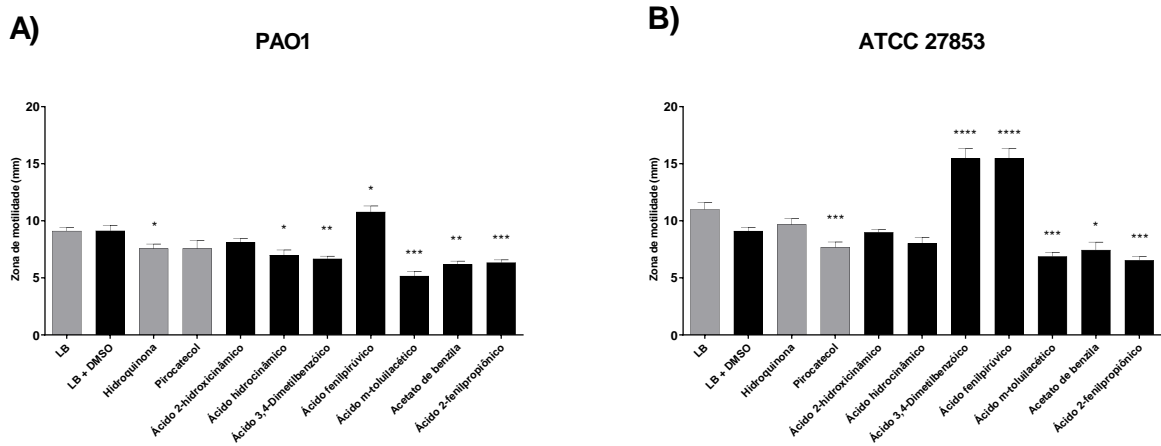 A)
PAO1
Zona de motilidade (mm)
20
15
10
5
0
*
*
**
*
***
**
***
LB
LB + DMSO
Hidroquinona
Pirocatecol
Ácido 2-hidroxicinâmico
Ácido hidrocinâmico
Ácido 3,4-Dimetilbenzóico
Ácido fenilpirúvico
Ácido m-toluilacético
Acetato de benzila
Ácido 2-fenilpropiônico
B)
ATCC 27853
Zona de motilidade (mm)
20
15
10
5
0
***
****
****
***
*
***
LB
LB + DMSO
Hidroquinona
Pirocatecol
Ácido 2-hidroxicinâmico
Ácido hidrocinâmico
Ácido 3,4-Dimetilbenzóico
Ácido fenilpirúvico
Ácido m-toluilacético
Acetato de benzila
Ácido 2-fenilpropiônico